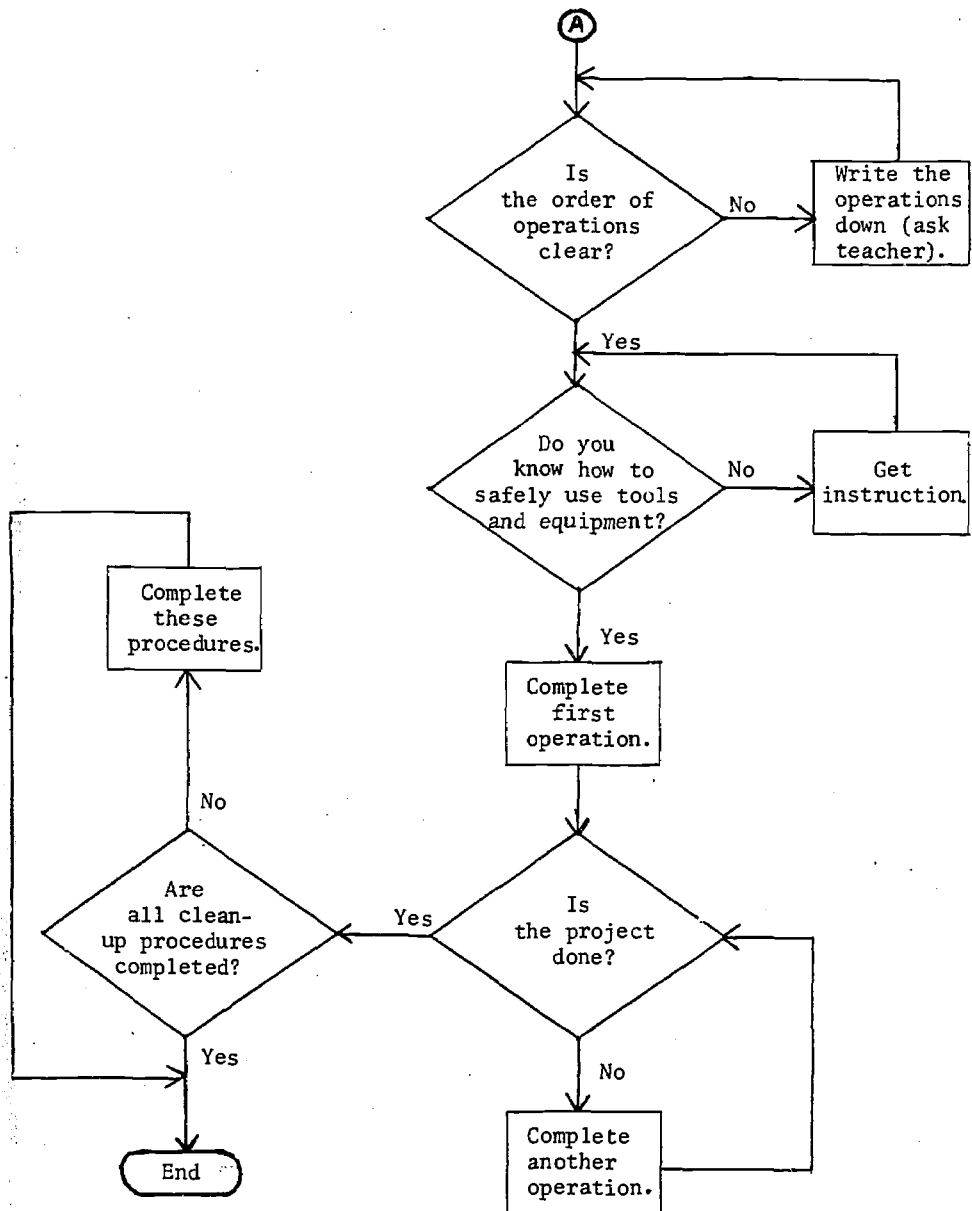 A
Is
the order of
operations
clear?
No
Write the
operations
down (ask
teacher).
Yes
Do you
know how to
safely use tools
and equipment?
No
Get
instruction.
Yes
Complete
first
operation.
Is
the project
done?
No
Complete
another
operation.
Yes
Are
all clean-
up procedures
completed?
No
Complete
these
procedures.
Yes
End